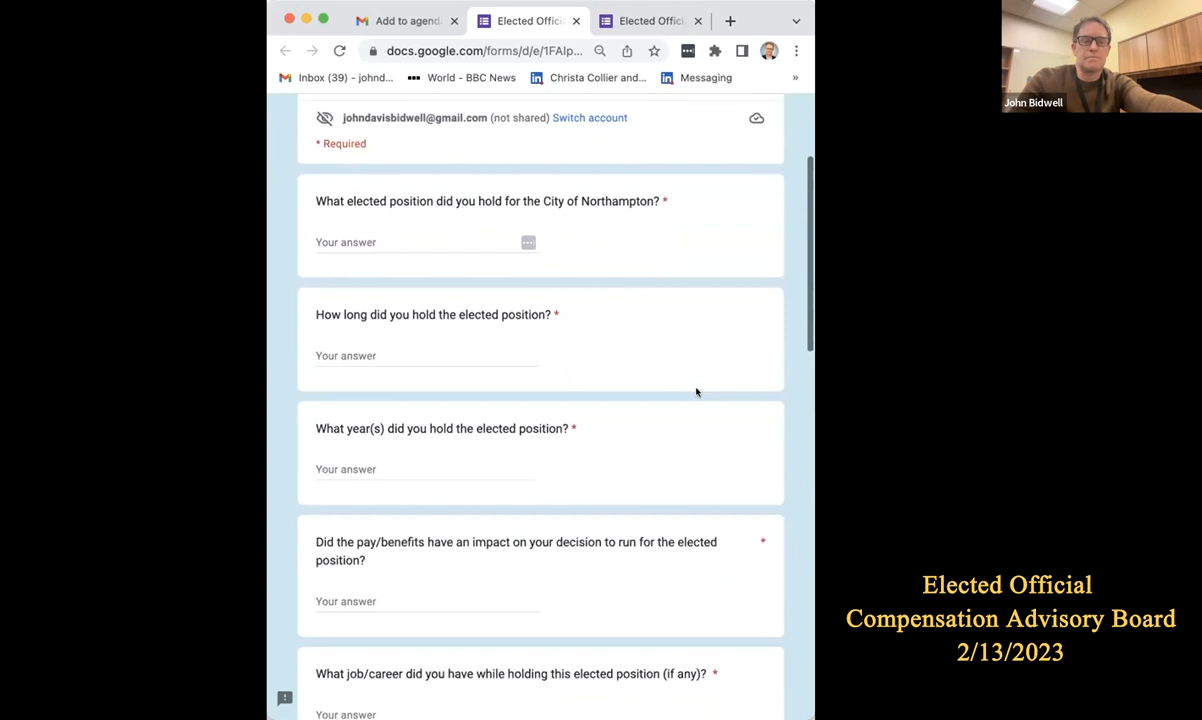 Add to agend
Elected Offici
Elected Offici
docs.google.com/forms/d/e/1FAIp...
Inbox (39) - johnd...
World - BBC News
Christa Collier and...
Messaging
»
johndavisbidwell@gmail.com (not shared) Switch account
* Required
What elected position did you hold for the City of Northampton? *
Your answer
How long did you hold the elected position? *
Your answer
What year(s) did you hold the elected position? *
Your answer
Did the pay/benefits have an impact on your decision to run for the elected *
position?
Your answer
What job/career did you have while holding this elected position (if any)? *
Your answer
John Bidwell
Elected Official
Compensation Advisory Board
2/13/2023